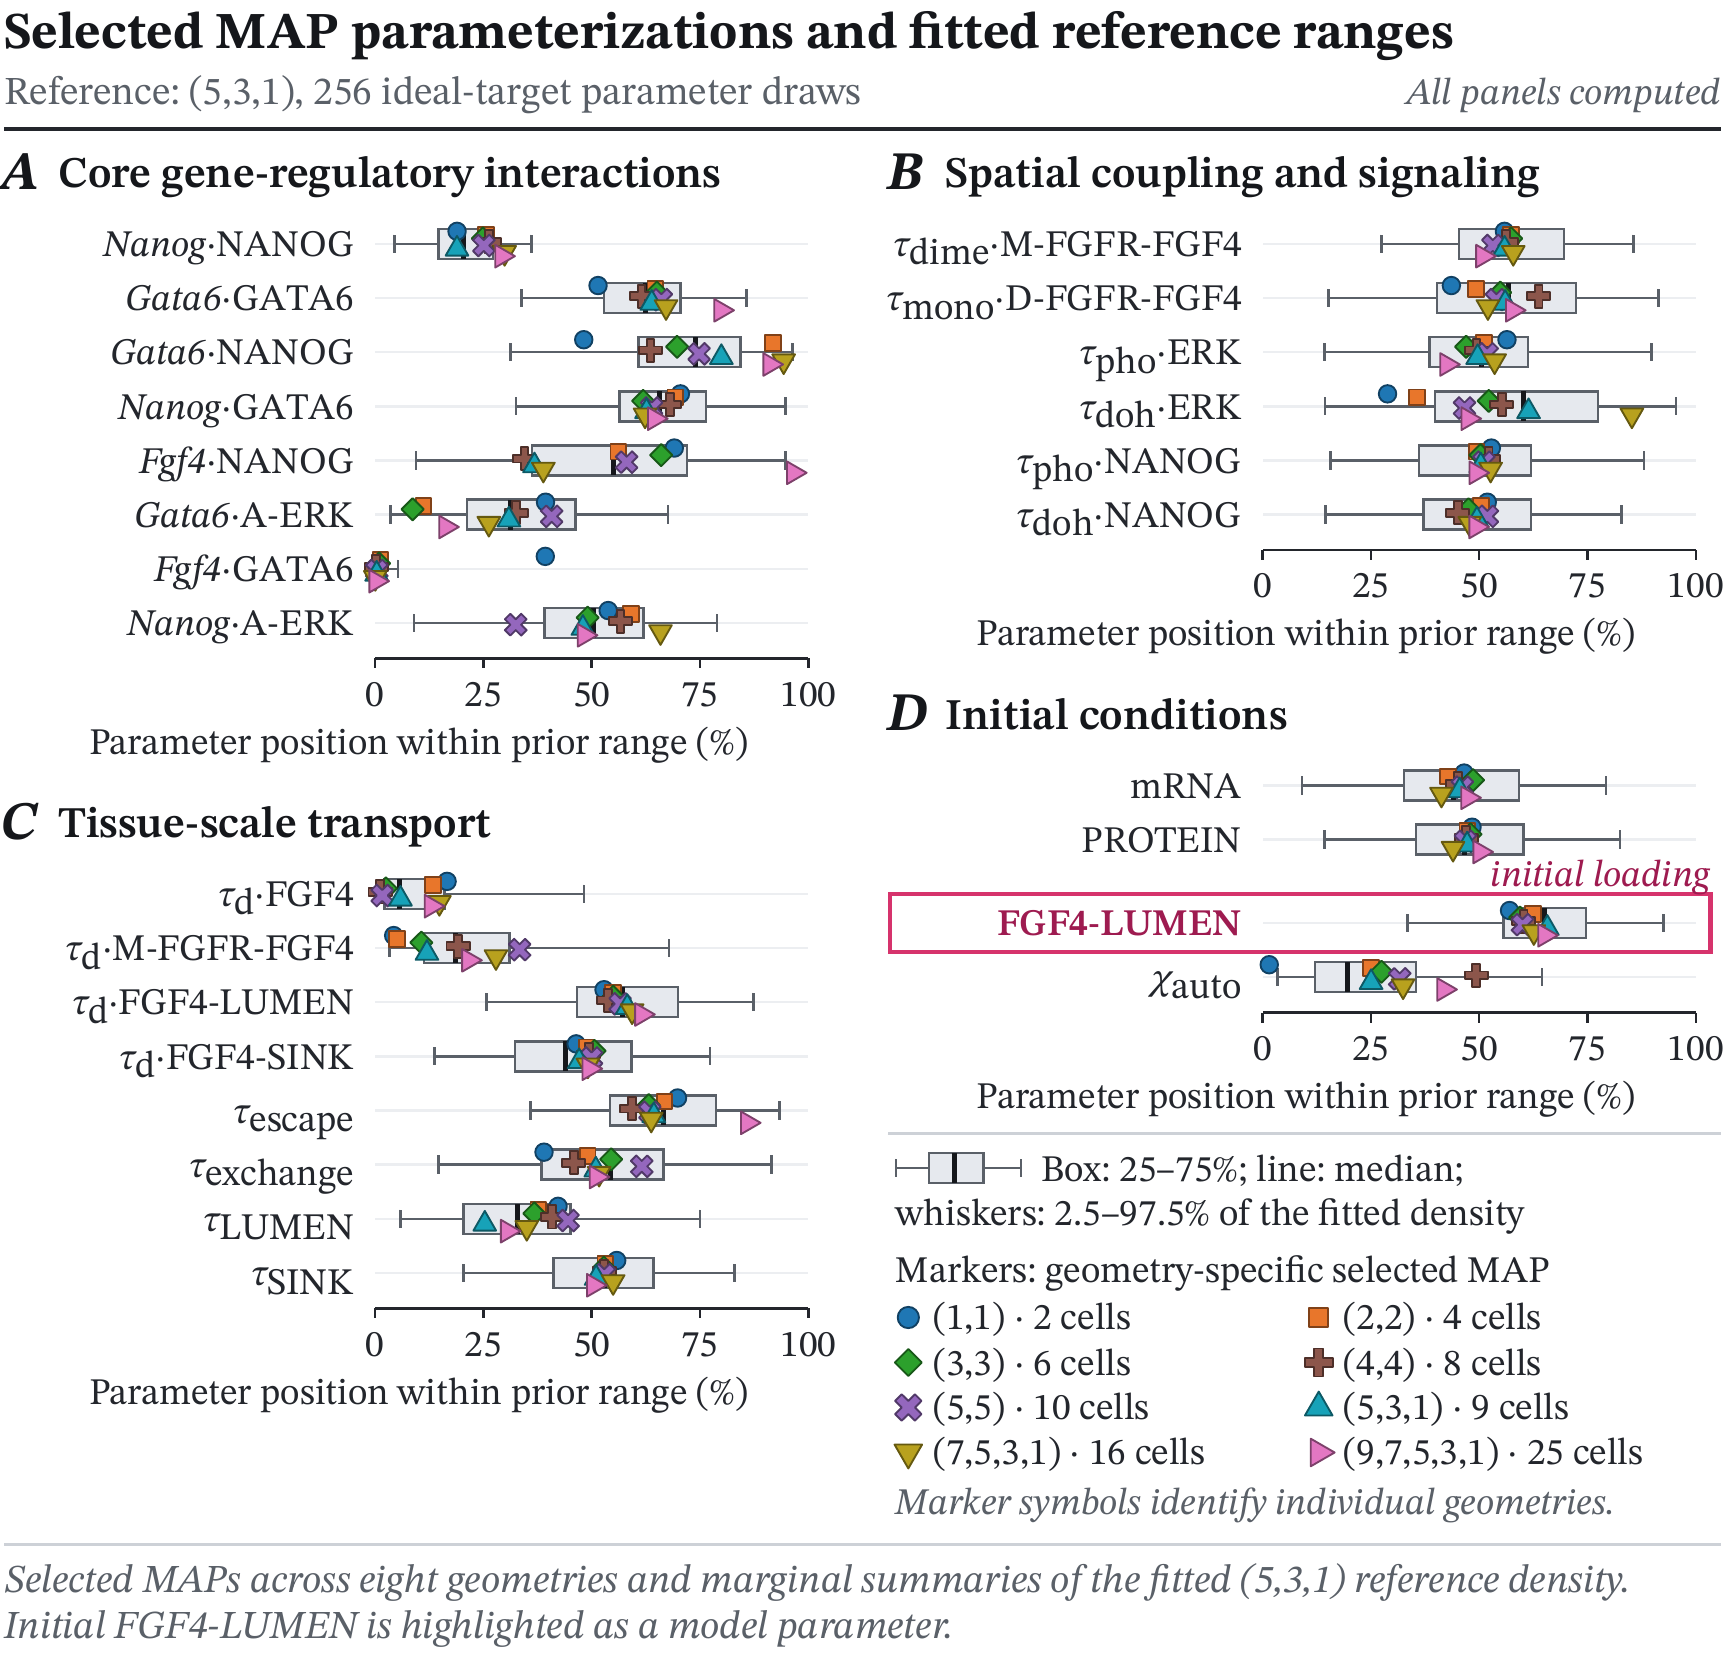 Selected MAP parameterizations and fitted reference ranges
Reference: (5,3,1), 256 ideal-target parameter draws
All panels computed
A Core gene-regulatory interactions
Nanog·NANOG
Gata6·GATA6
Gata6·NANOG
Nanog·GATA6
Fgf4·NANOG
Gata6·A-ERK
Fgf4·GATA6
Nanog·A-ERK
0 25 50 75 100
Parameter position within prior range (%)
B Spatial coupling and signaling
τdime·M-FGFR-FGF4
τmono·D-FGFR-FGF4
τpho·ERK
τdoh·ERK
τpho·NANOG
τdoh·NANOG
0 25 50 75 100
Parameter position within prior range (%)
C Tissue-scale transport
τd·FGF4
τd·M-FGFR-FGF4
τd·FGF4-LUMEN
τd·FGF4-SINK
τescape
τexchange
τLUMEN
τSINK
0 25 50 75 100
Parameter position within prior range (%)
D Initial conditions
mRNA
PROTEIN
initial loading
FGF4-LUMEN
χauto
0 25 50 75 100
Parameter position within prior range (%)
Box: 25–75%; line: median;
whiskers: 2.5–97.5% of the fitted density
Markers: geometry-specific selected MAP
(1,1) · 2 cells
(2,2) · 4 cells
(3,3) · 6 cells
(4,4) · 8 cells
(5,5) · 10 cells
(5,3,1) · 9 cells
(7,5,3,1) · 16 cells
(9,7,5,3,1) · 25 cells
Marker symbols identify individual geometries.
Selected MAPs across eight geometries and marginal summaries of the fitted (5,3,1) reference density.
Initial FGF4-LUMEN is highlighted as a model parameter.